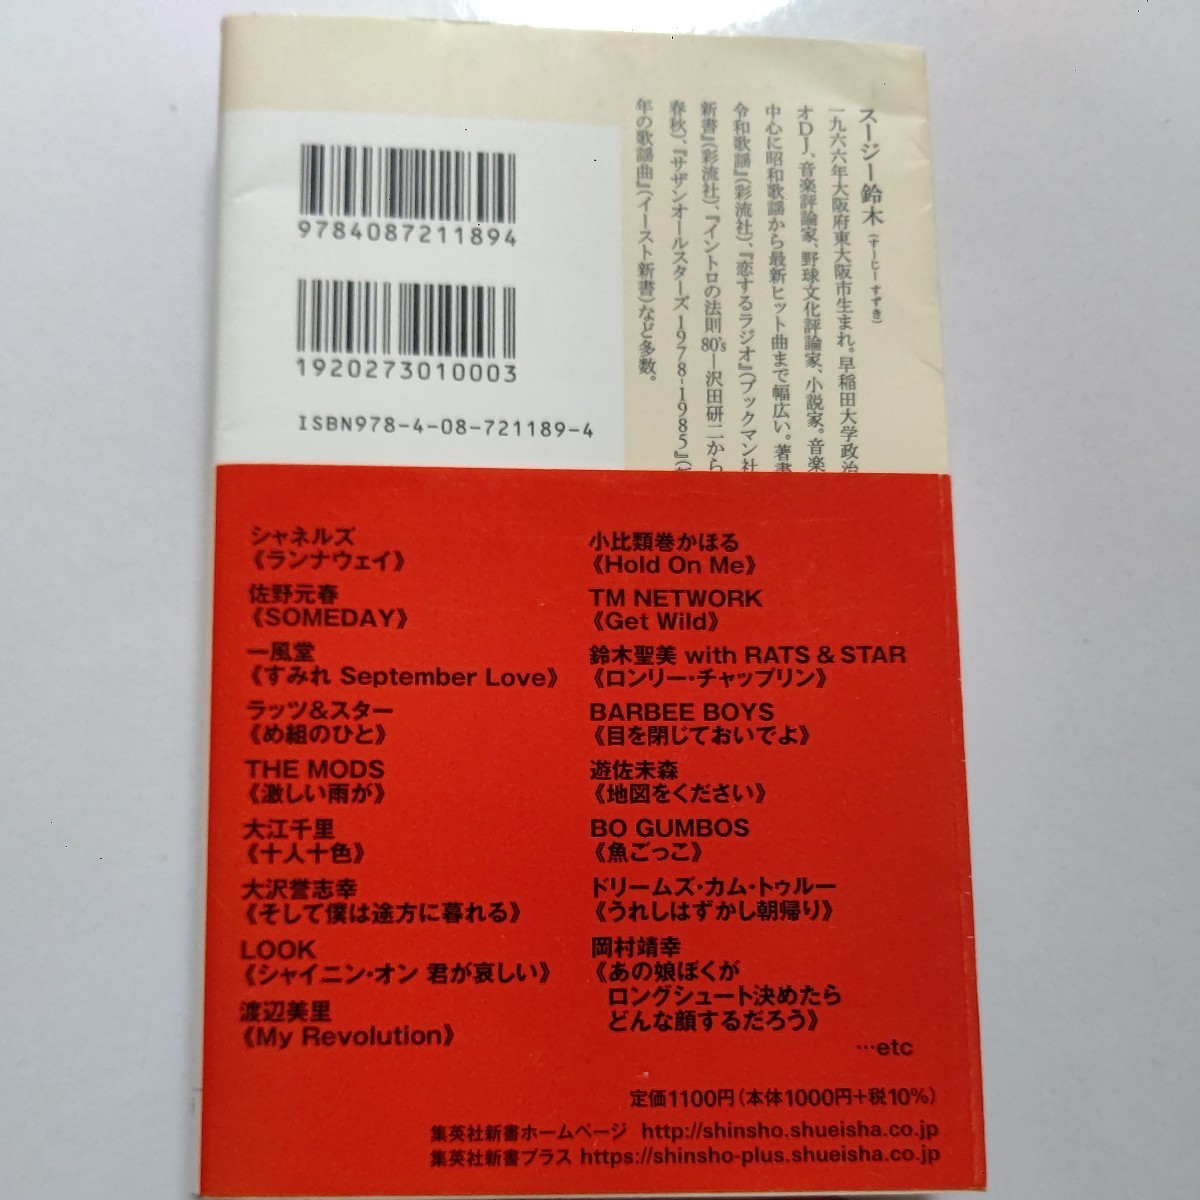 9784087211894
1920273010003
ISBN978-4-08-721189-4
スージー鈴木(すーじー すずき)
一九六六年大阪府東大阪市生まれ。早稲田大学政治
オDJ、音楽評論家、野球文化評論家、小説家。音楽
中心に昭和歌謡から最新ヒット曲まで幅広い。著書
令和歌謡』(彩流社)、『恋するラジオ』(ブックマン社
新書』(彩流社)、『イントロの法則80's─沢田研二から
春秋)、『サザンオールスターズ 1978-1985』(
年の歌謡曲』(イースト新書)など多数。
シャネルズ
《ランナウェイ》
佐野元春
《SOMEDAY》
一風堂
《すみれ September Love》
ラッツ&スター
《め組のひと》
THE MODS
《激しい雨が》
大江千里
《十人十色》
大沢誉志幸
《そして僕は途方に暮れる》
LOOK
《シャイニン・オン 君が哀しい》
渡辺美里
《My Revolution》
小比類巻かほる
《Hold On Me》
TM NETWORK
《Get Wild》
鈴木聖美 with RATS & STAR
《ロンリー・チャップリン》
BARBEE BOYS
《目を閉じておいでよ》
遊佐未森
《地図をください》
BO GUMBOS
《魚ごっこ》
ドリームズ・カム・トゥルー
《うれしはずかし朝帰り》
岡村靖幸
《あの娘ぼくが
ロングシュート決めたら
どんな顔するだろう》
…etc
定価1100円(本体1000円+税10%)
集英社新書ホームページ http://shinsho.shueisha.co.jp
集英社新書プラス https://shinsho-plus.shueisha.co.jp